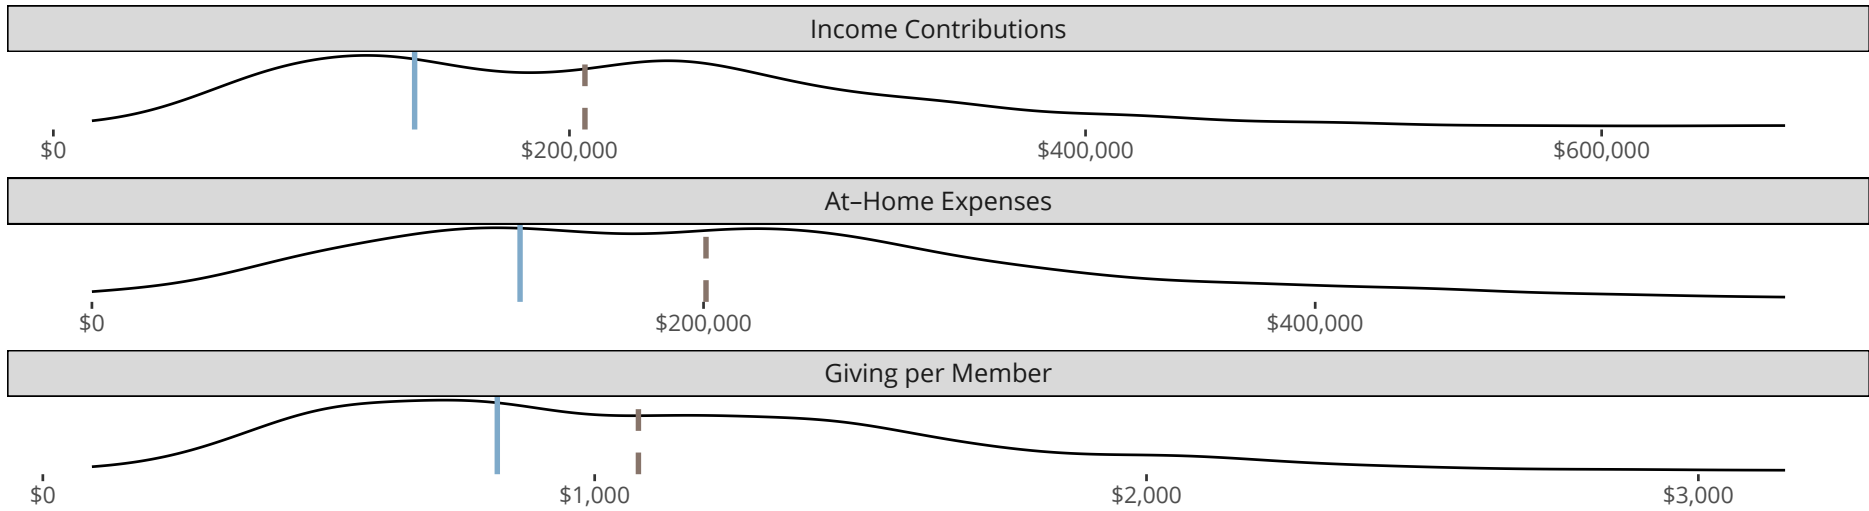 Income Contributions
$0 $200,000 $400,000 $600,000
At–Home Expenses
$0 $200,000 $400,000
Giving per Member
$0 $1,000 $2,000 $3,000